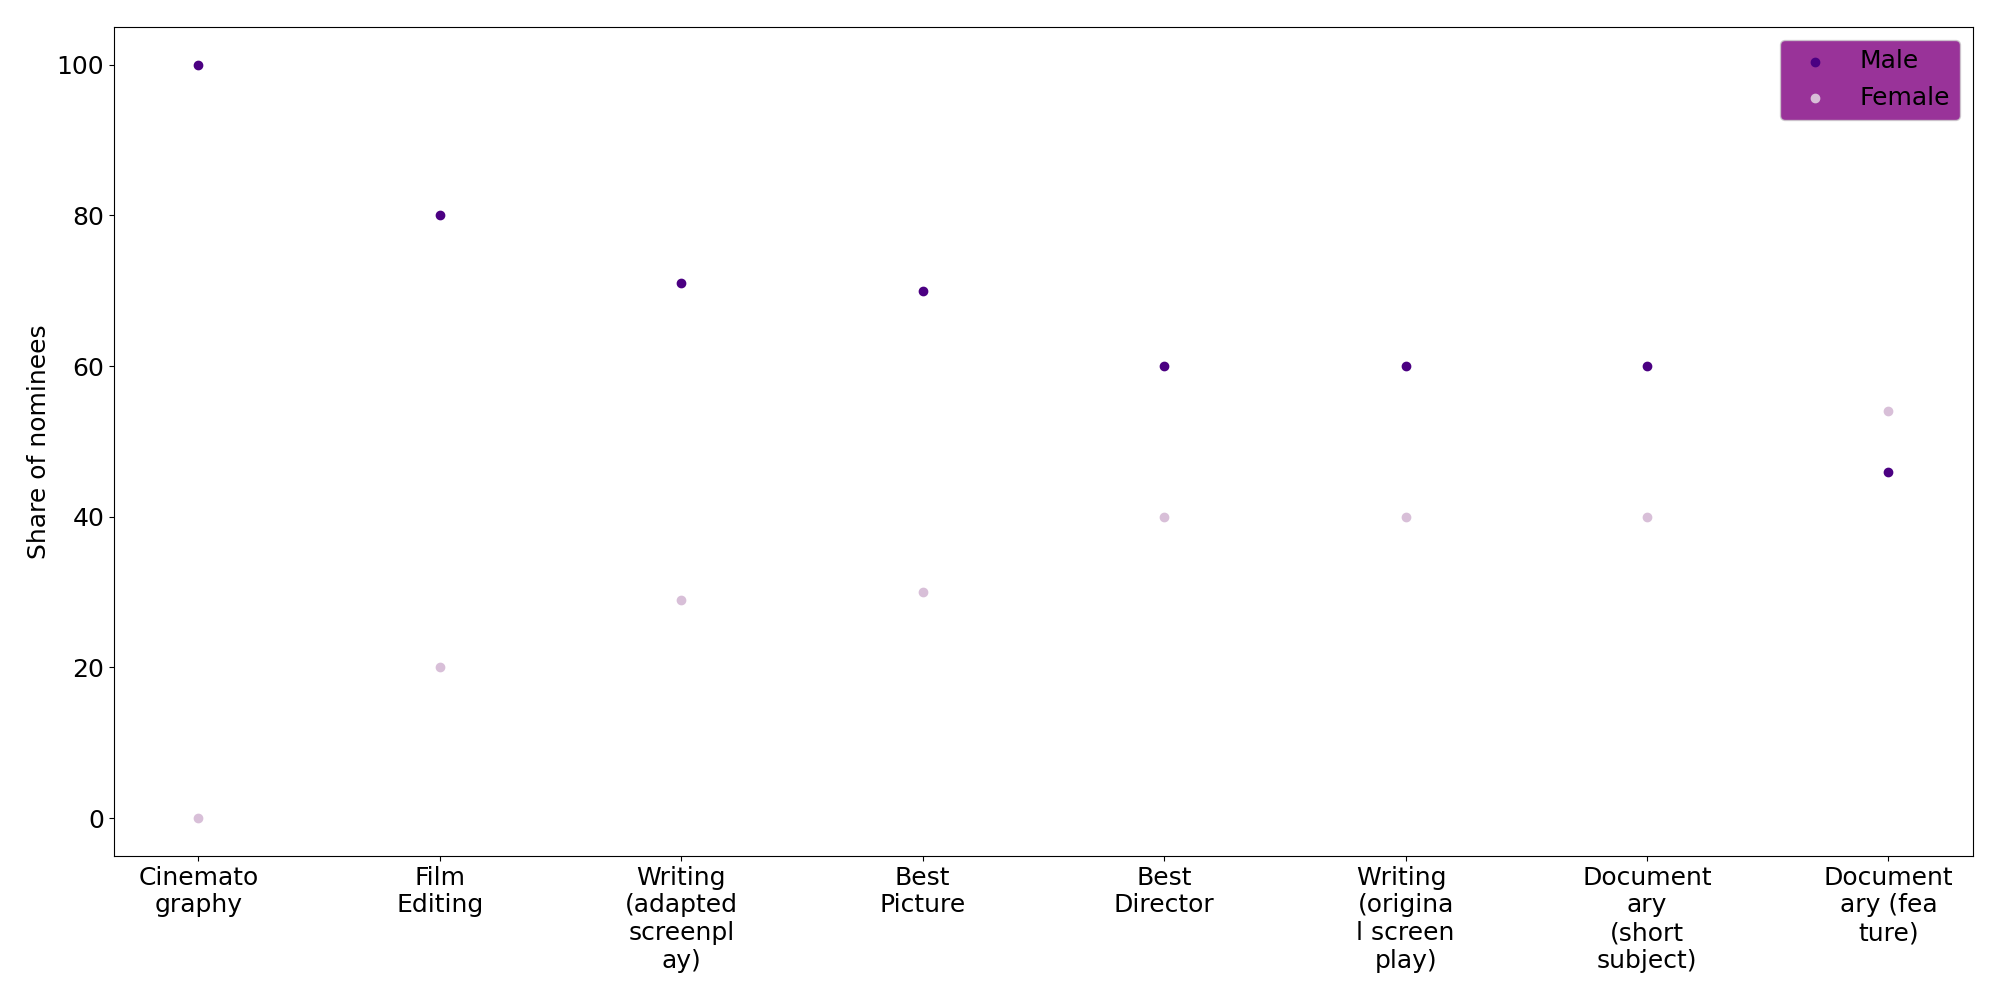 Male
Female
Share of nominees
100
80
60
40
20
0
Cinemato
graphy
Film
Editing
Writing
(adapted
screenpl
ay)
Best
Picture
Best
Director
Writing
(origina
l screen
play)
Document
ary
(short
subject)
Document
ary (fea
ture)